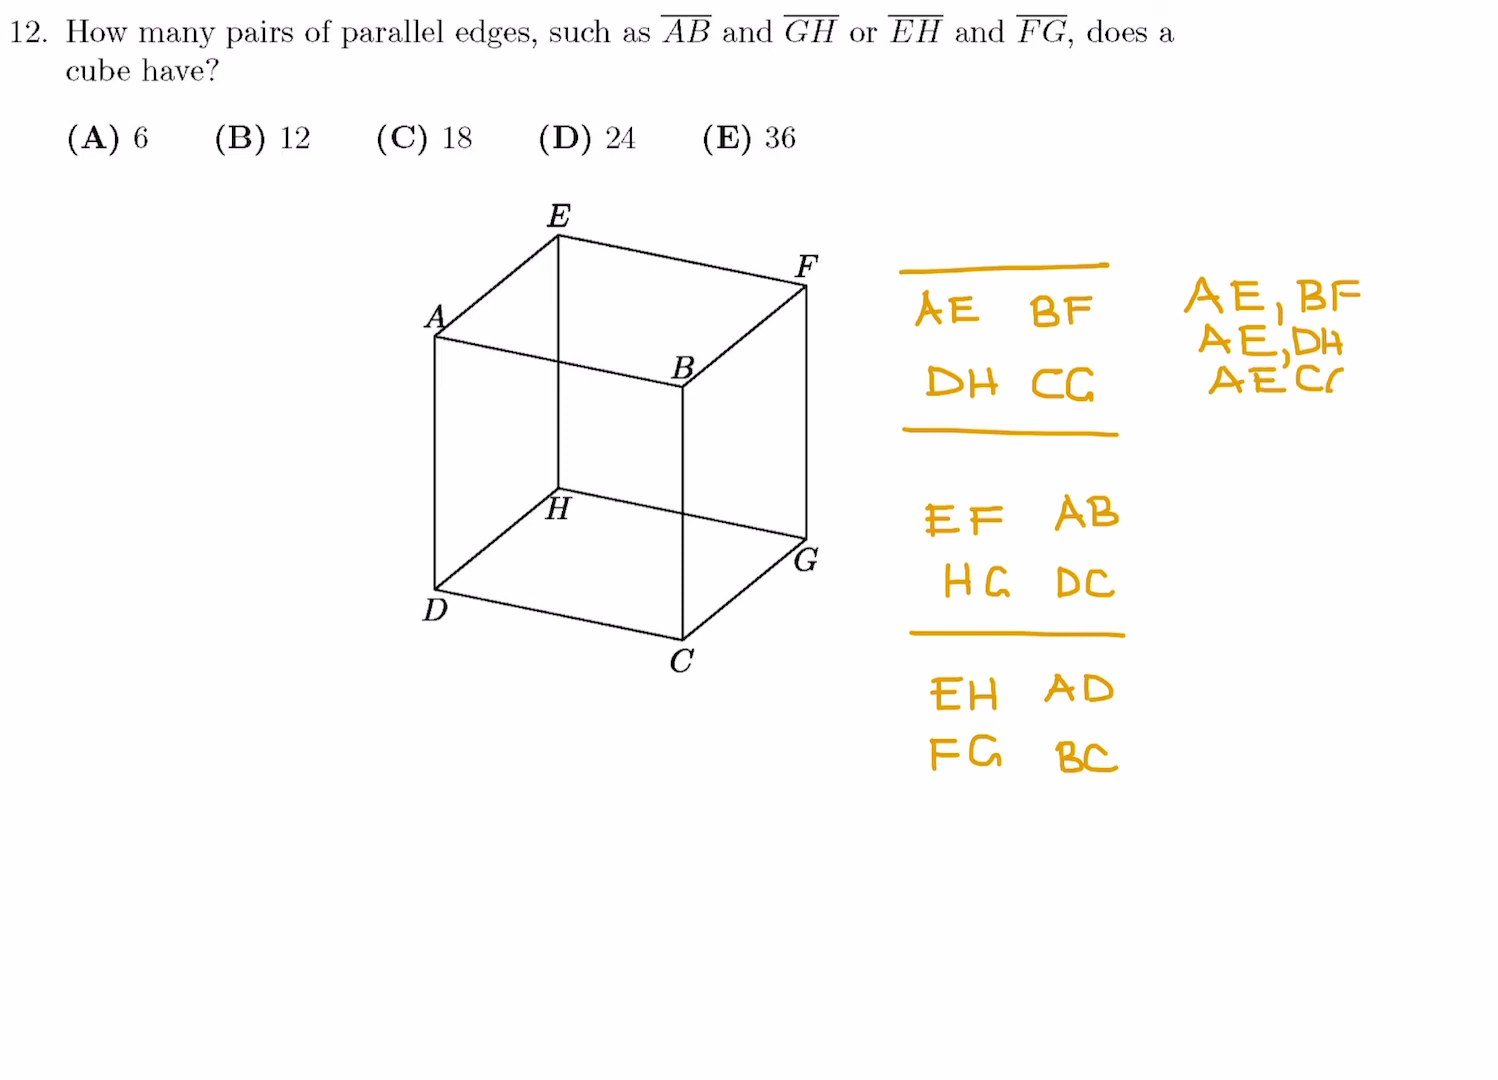 12. How many pairs of parallel edges, such as AB and GH or EH and FG, does a
cube have?
(A) 6 (B) 12 (C) 18 (D) 24 (E) 36
E
F
A
B
H
G
D
C
AE BF
DH CG
EF AB
HG DC
EH AD
FG BC
AE, BF
AE, DH
AE